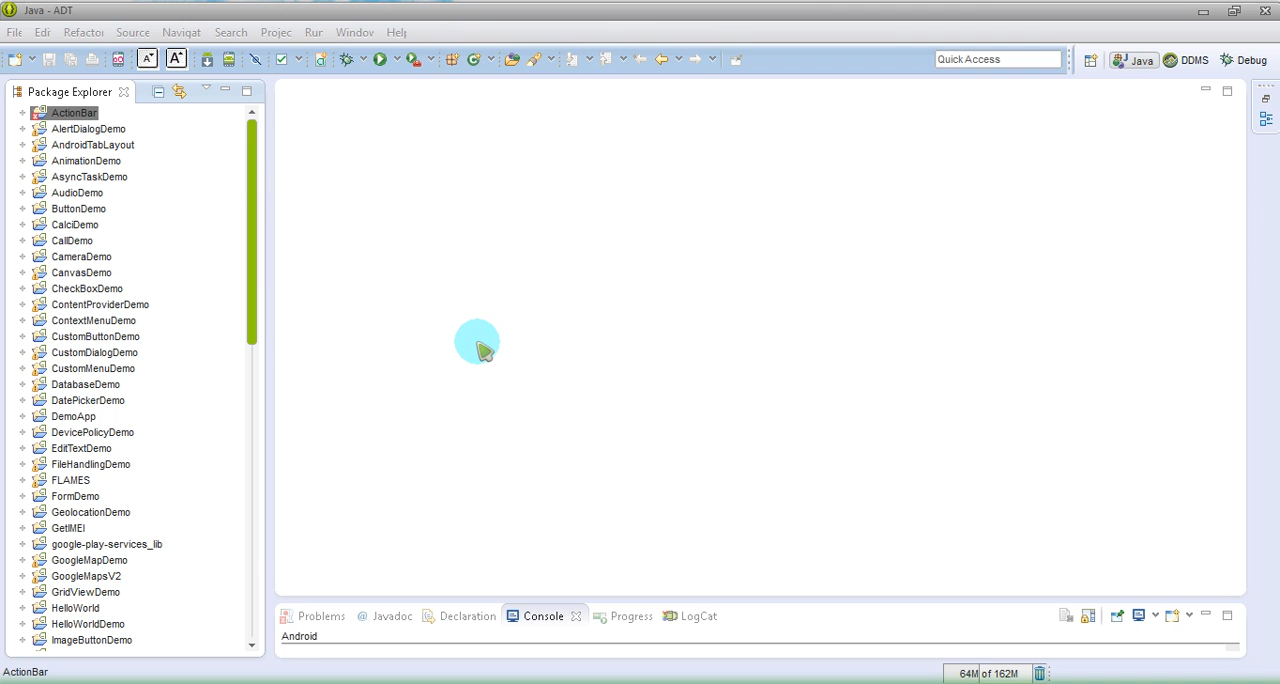 Java - ADT
File Edit Refactor Source Navigat Search Projec Run Window Help
Quick Access Java DDMS Debug
Package Explorer
ActionBar
AlertDialogDemo
AndroidTabLayout
AnimationDemo
AsyncTaskDemo
AudioDemo
ButtonDemo
CalciDemo
CallDemo
CameraDemo
CanvasDemo
CheckBoxDemo
ContentProviderDemo
ContextMenuDemo
CustomButtonDemo
CustomDialogDemo
CustomMenuDemo
DatabaseDemo
DatePickerDemo
DemoApp
DevicePolicyDemo
EditTextDemo
FileHandlingDemo
FLAMES
FormDemo
GeolocationDemo
GetIMEI
google-play-services_lib
GoogleMapDemo
GoogleMapsV2
GridViewDemo
HelloWorld
HelloWorldDemo
ImageButtonDemo
Problems @ Javadoc Declaration Console Progress LogCat
Android
ActionBar
64M of 162M